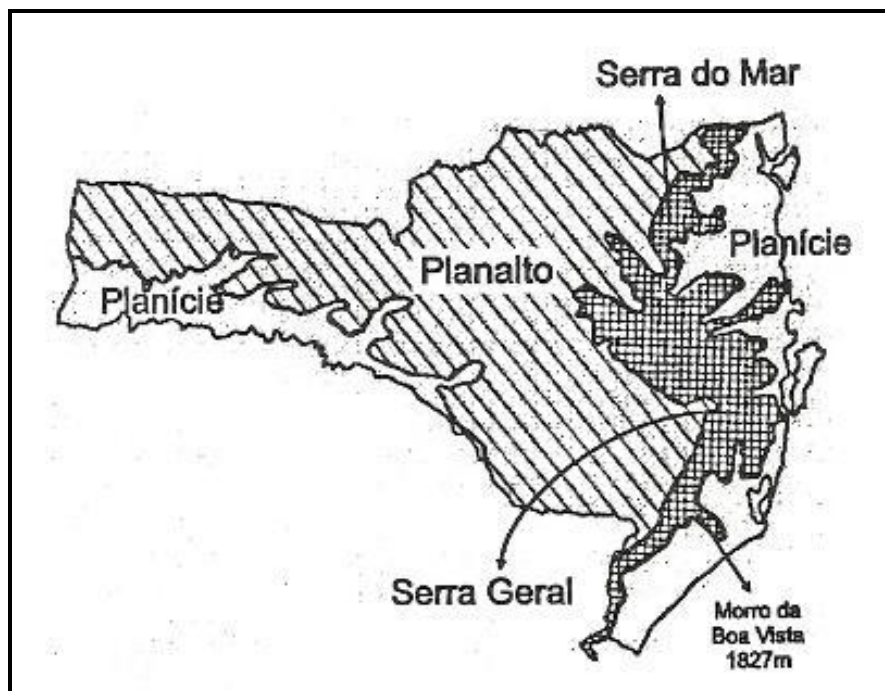 Serra do Mar
Planície
Planalto
Planície
Serra Geral
Morro da
Boa Vista
1827m